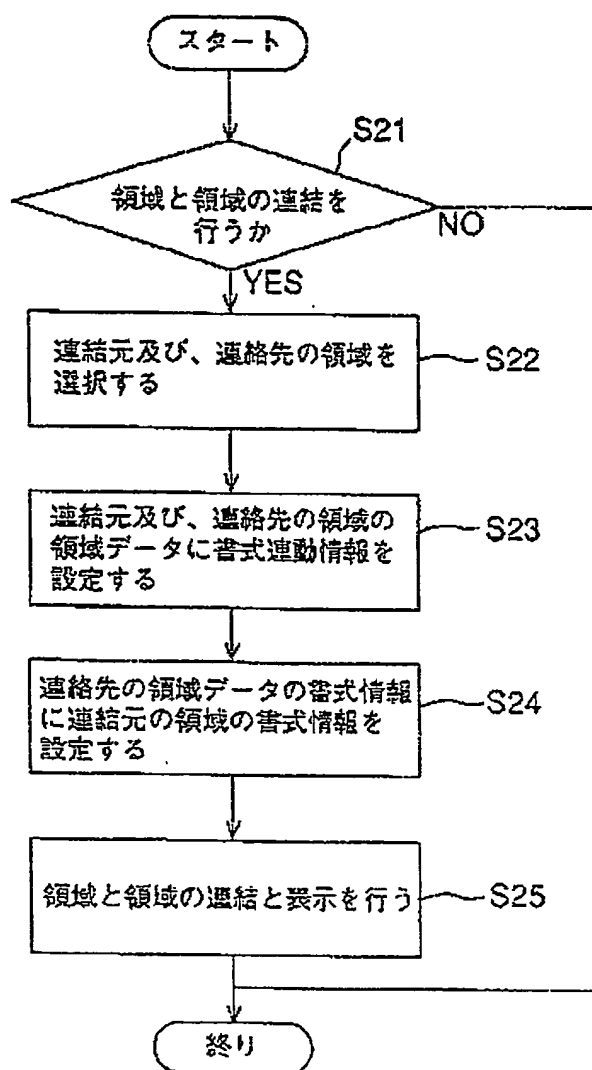 スタート
S21
領域と領域の連結を
行うか
NO
YES
連結元及び、連絡先の領域を
選択する
S22
連結元及び、連絡先の領域の
領域データに書式連動情報を
設定する
S23
連絡先の領域データの書式情報
に連結元の領域の書式情報を
設定する
S24
領域と領域の連結と表示を行う
S25
終り